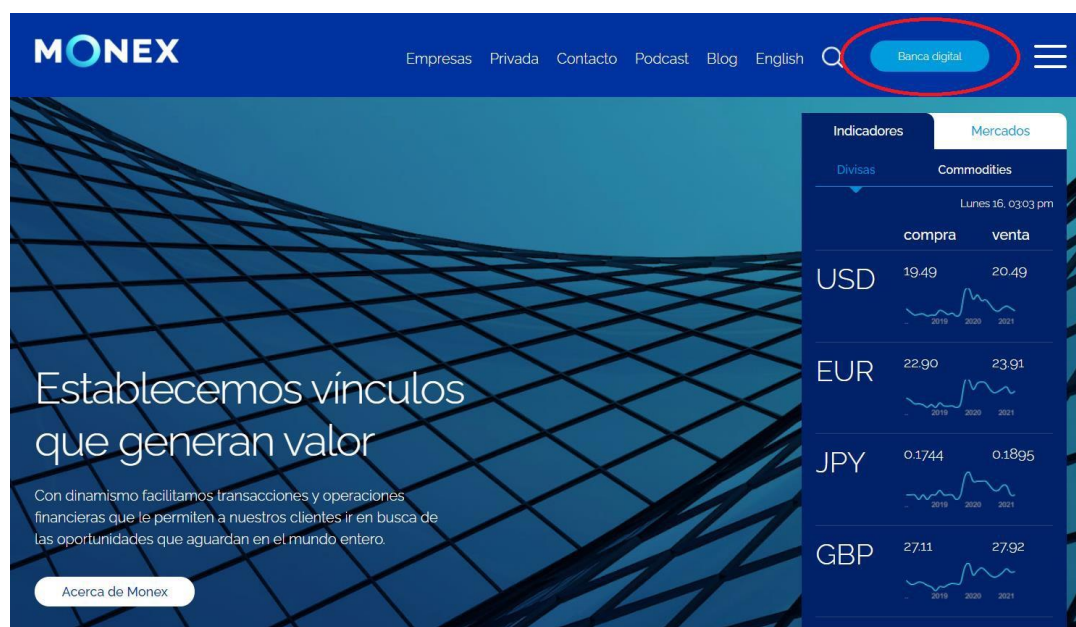 MONEX
Empresas Privada Contacto Podcast Blog English Banca digital
Indicadores Mercados
Divisas Commodities
Lunes 16, 03:03 pm
compra venta
USD 19.49 20.49
2019 2020 2021
EUR 22.90 23.91
2019 2020 2021
JPY 0.1744 0.1895
2019 2020 2021
GBP 27.11 27.92
2019 2020 2021
Establecemos vínculos
que generan valor
Con dinamismo facilitamos transacciones y operaciones
financieras que le permiten a nuestros clientes ir en busca de
las oportunidades que aguardan en el mundo entero.
Acerca de Monex